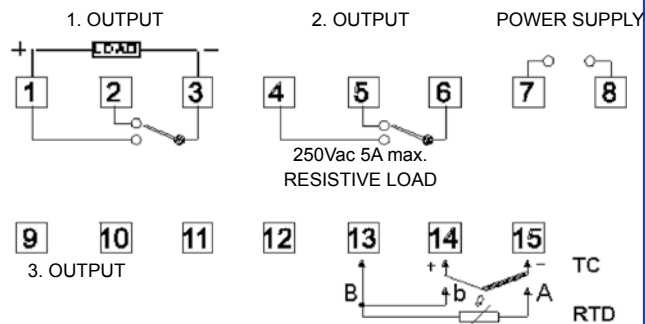 1. OUTPUT 2. OUTPUT POWER SUPPLY
+ LOAD −
1 2 3 4 5 6 7 8
250Vac 5A max.
RESISTIVE LOAD
9 10 11 12 13 14 15
3. OUTPUT
+ − TC
B b A
RTD